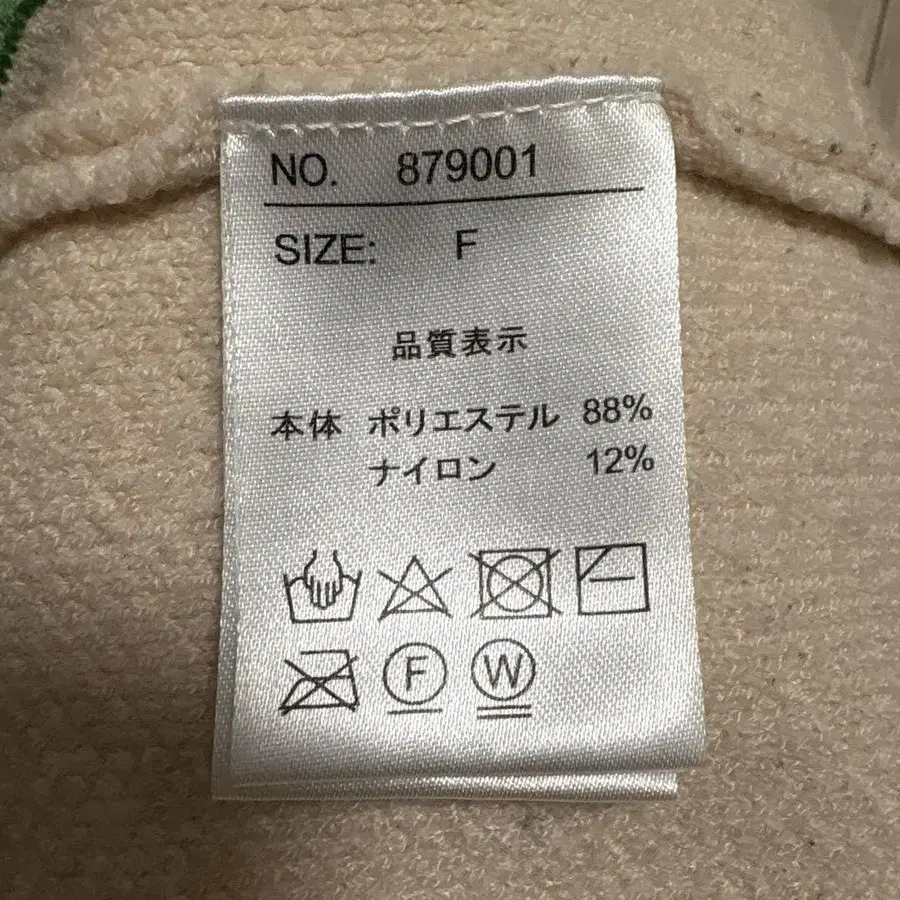 NO. 879001
SIZE: F
品質表示
本体 ポリエステル 88%
ナイロン 12%
F W